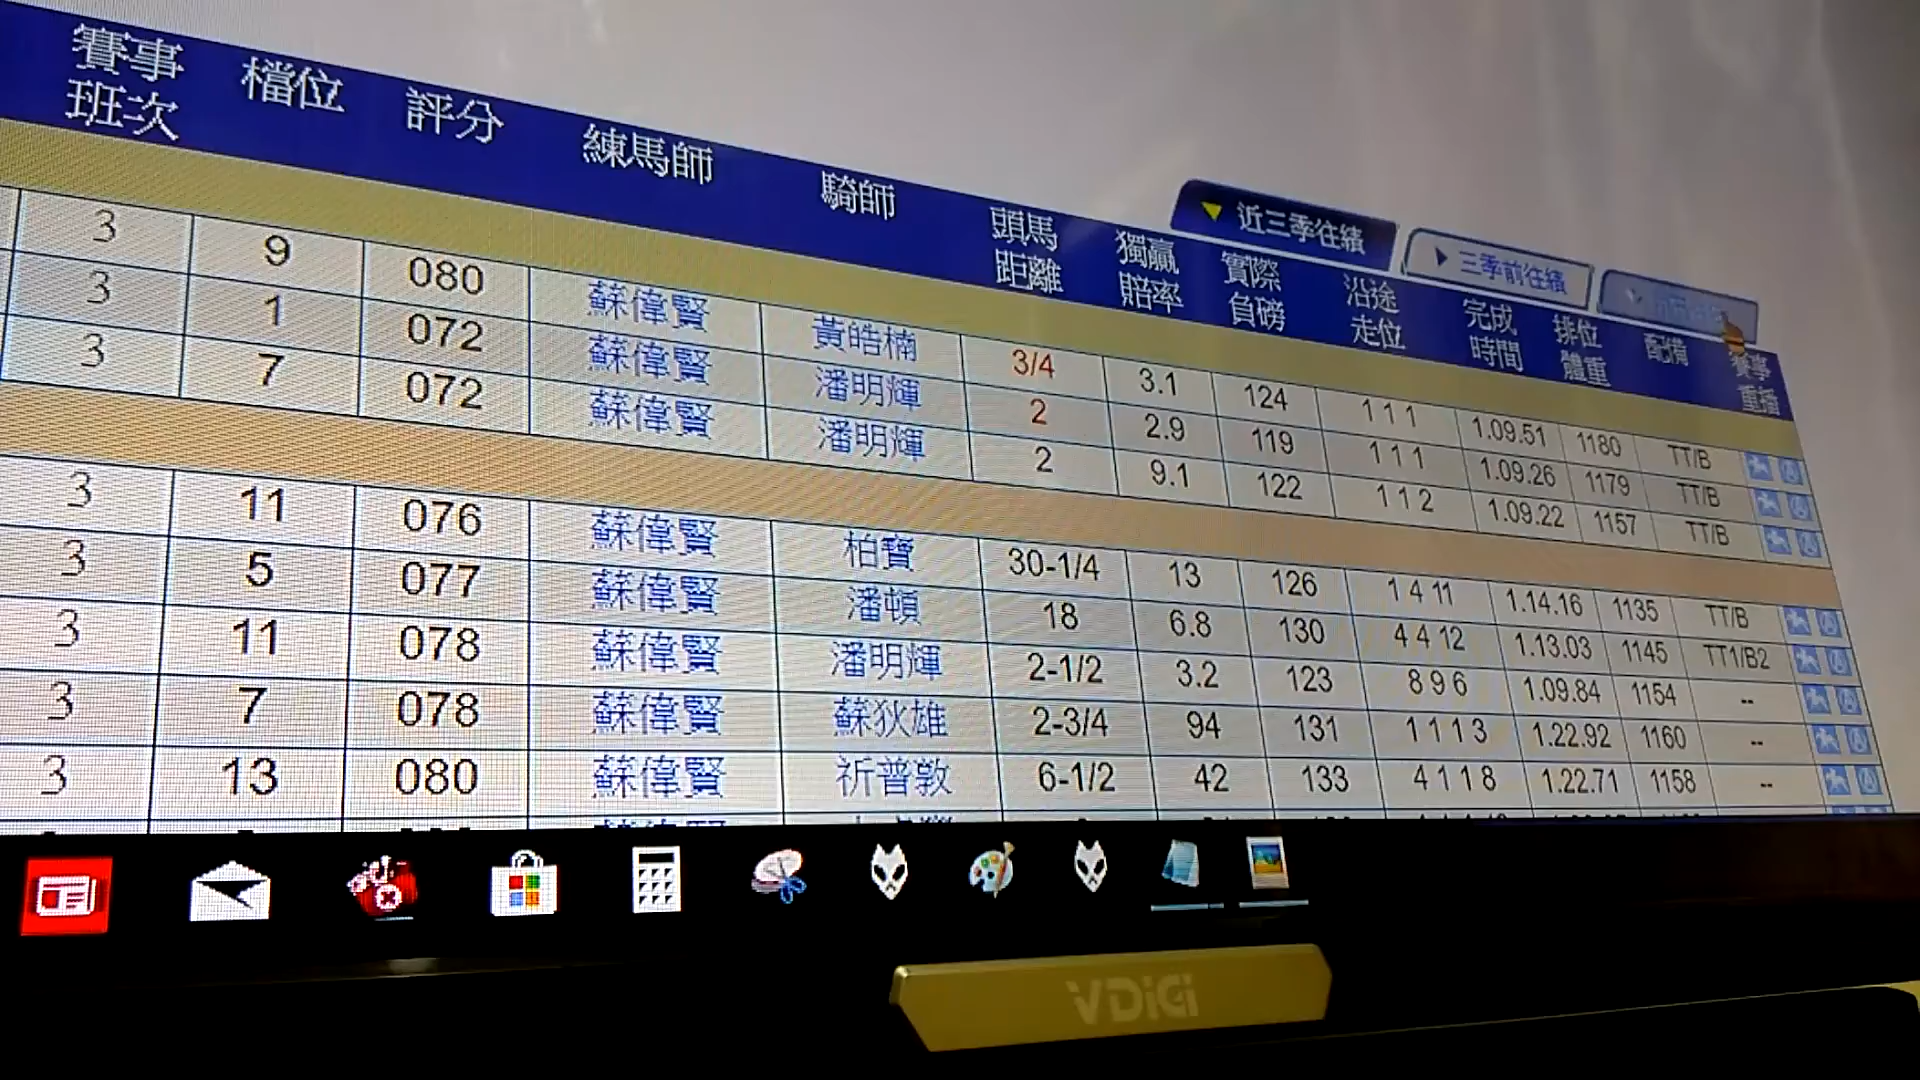 近三季往績 三季前往績
賽事班次 檔位 評分 練馬師 騎師 頭馬距離 獨贏賠率 實際負磅 沿途走位 完成時間 排位體重 配備 賽事重播
3 9 080 蘇偉賢 黃皓楠 3/4 3.1 124 1 1 1 1.09.51 1180 TT/B
3 1 072 蘇偉賢 潘明輝 2 2.9 119 1 1 1 1.09.26 1179 TT/B
3 7 072 蘇偉賢 潘明輝 2 9.1 122 1 1 2 1.09.22 1157 TT/B
3 11 076 蘇偉賢 柏寶 30-1/4 13 126 1 4 11 1.14.16 1135 TT/B
3 5 077 蘇偉賢 潘頓 18 6.8 130 4 4 12 1.13.03 1145 TT1/B2
3 11 078 蘇偉賢 潘明輝 2-1/2 3.2 123 8 9 6 1.09.84 1154 --
3 7 078 蘇偉賢 蘇狄雄 2-3/4 94 131 1 1 1 3 1.22.92 1160 --
3 13 080 蘇偉賢 祈普敦 6-1/2 42 133 4 1 1 8 1.22.71 1158 --
VDiGi